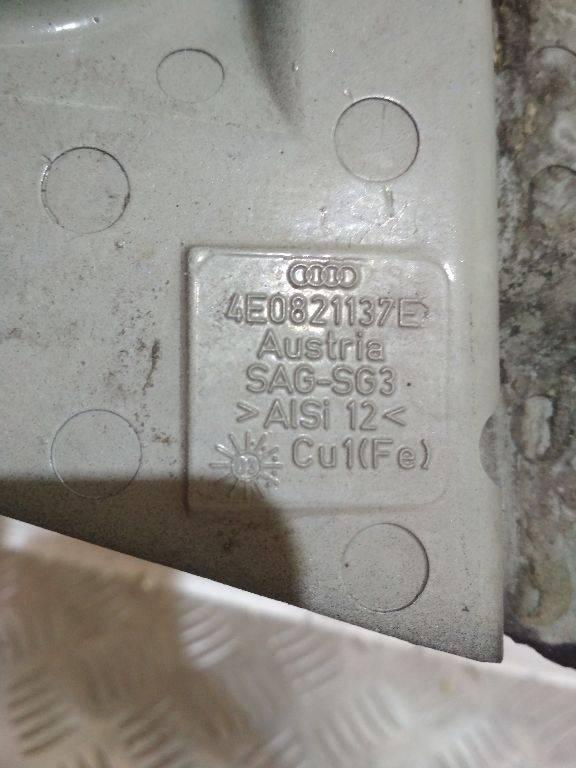 4E0821137E
Austria
SAG-SG3
>AlSi 12<
Cu1(Fe)